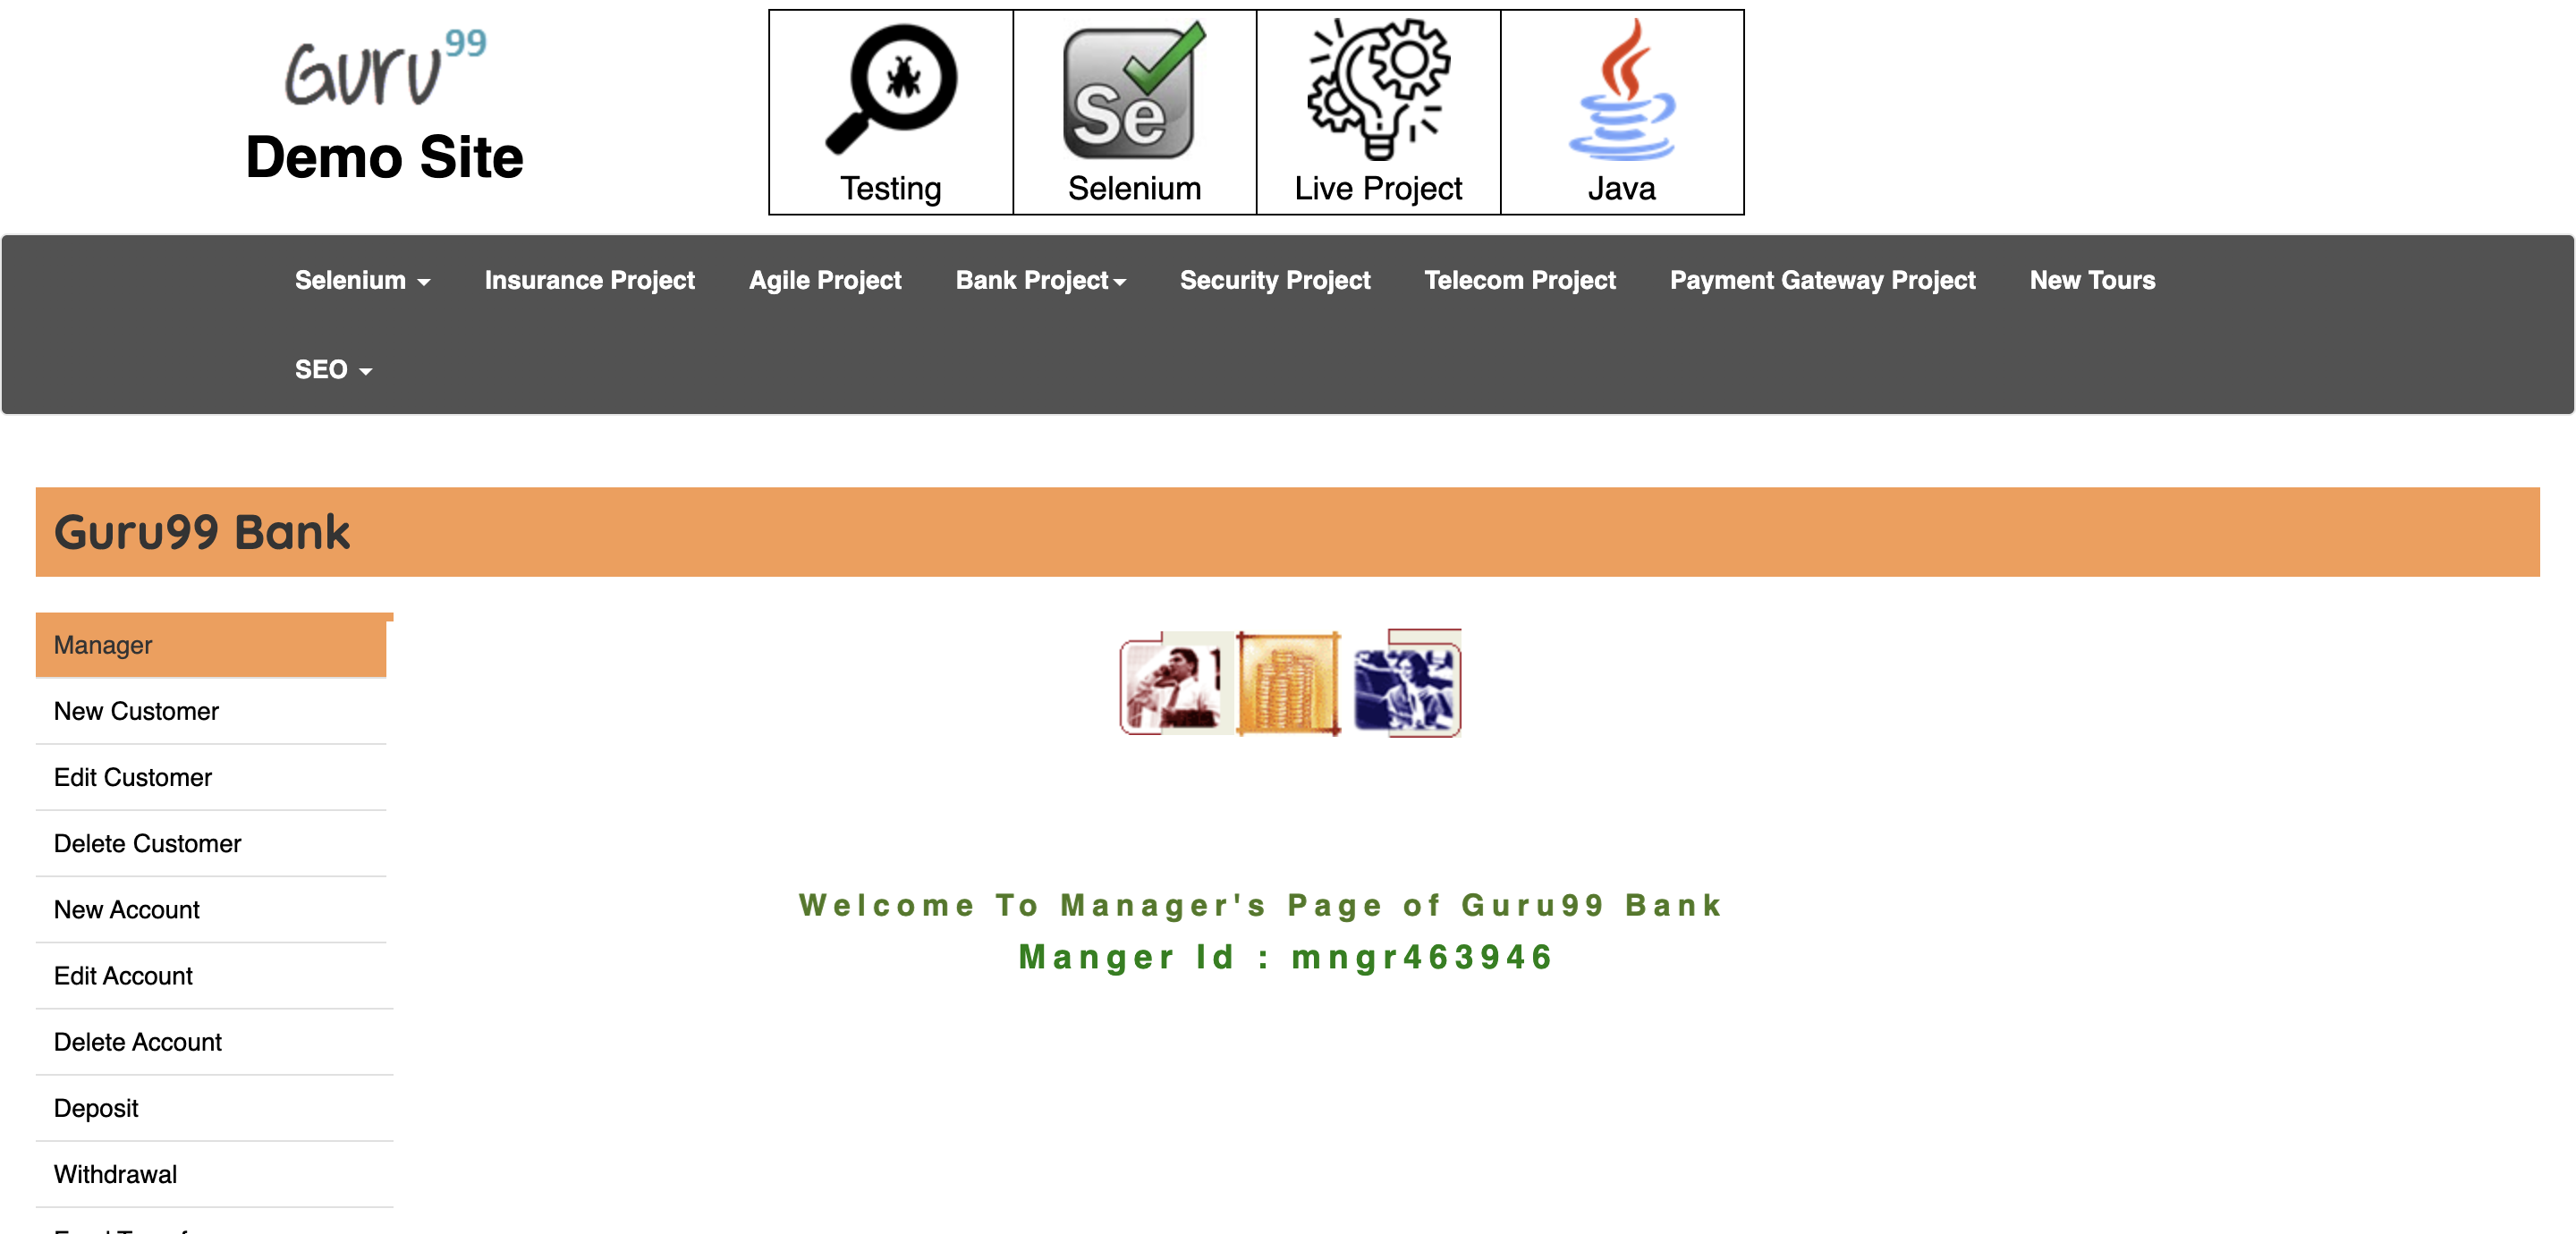 Guru99
Demo Site
Testing
Se
Selenium
Live Project
Java
Selenium
Insurance Project
Agile Project
Bank Project
Security Project
Telecom Project
Payment Gateway Project
New Tours
SEO
Guru99 Bank
Manager
New Customer
Edit Customer
Delete Customer
New Account
Edit Account
Delete Account
Deposit
Withdrawal
Welcome To Manager's Page of Guru99 Bank
Manger Id : mngr463946